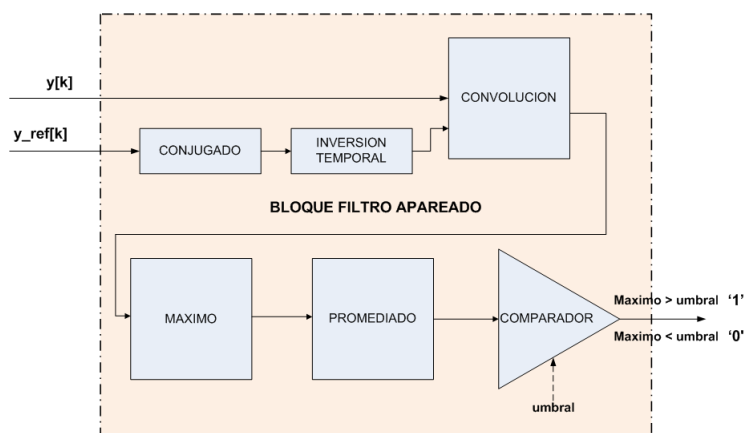 y[k]
CONVOLUCION
y_ref[k]
CONJUGADO
INVERSION
TEMPORAL
BLOQUE FILTRO APAREADO
MAXIMO
PROMEDIADO
COMPARADOR
Maximo > umbral ‘1’
Maximo < umbral ‘0'
umbral